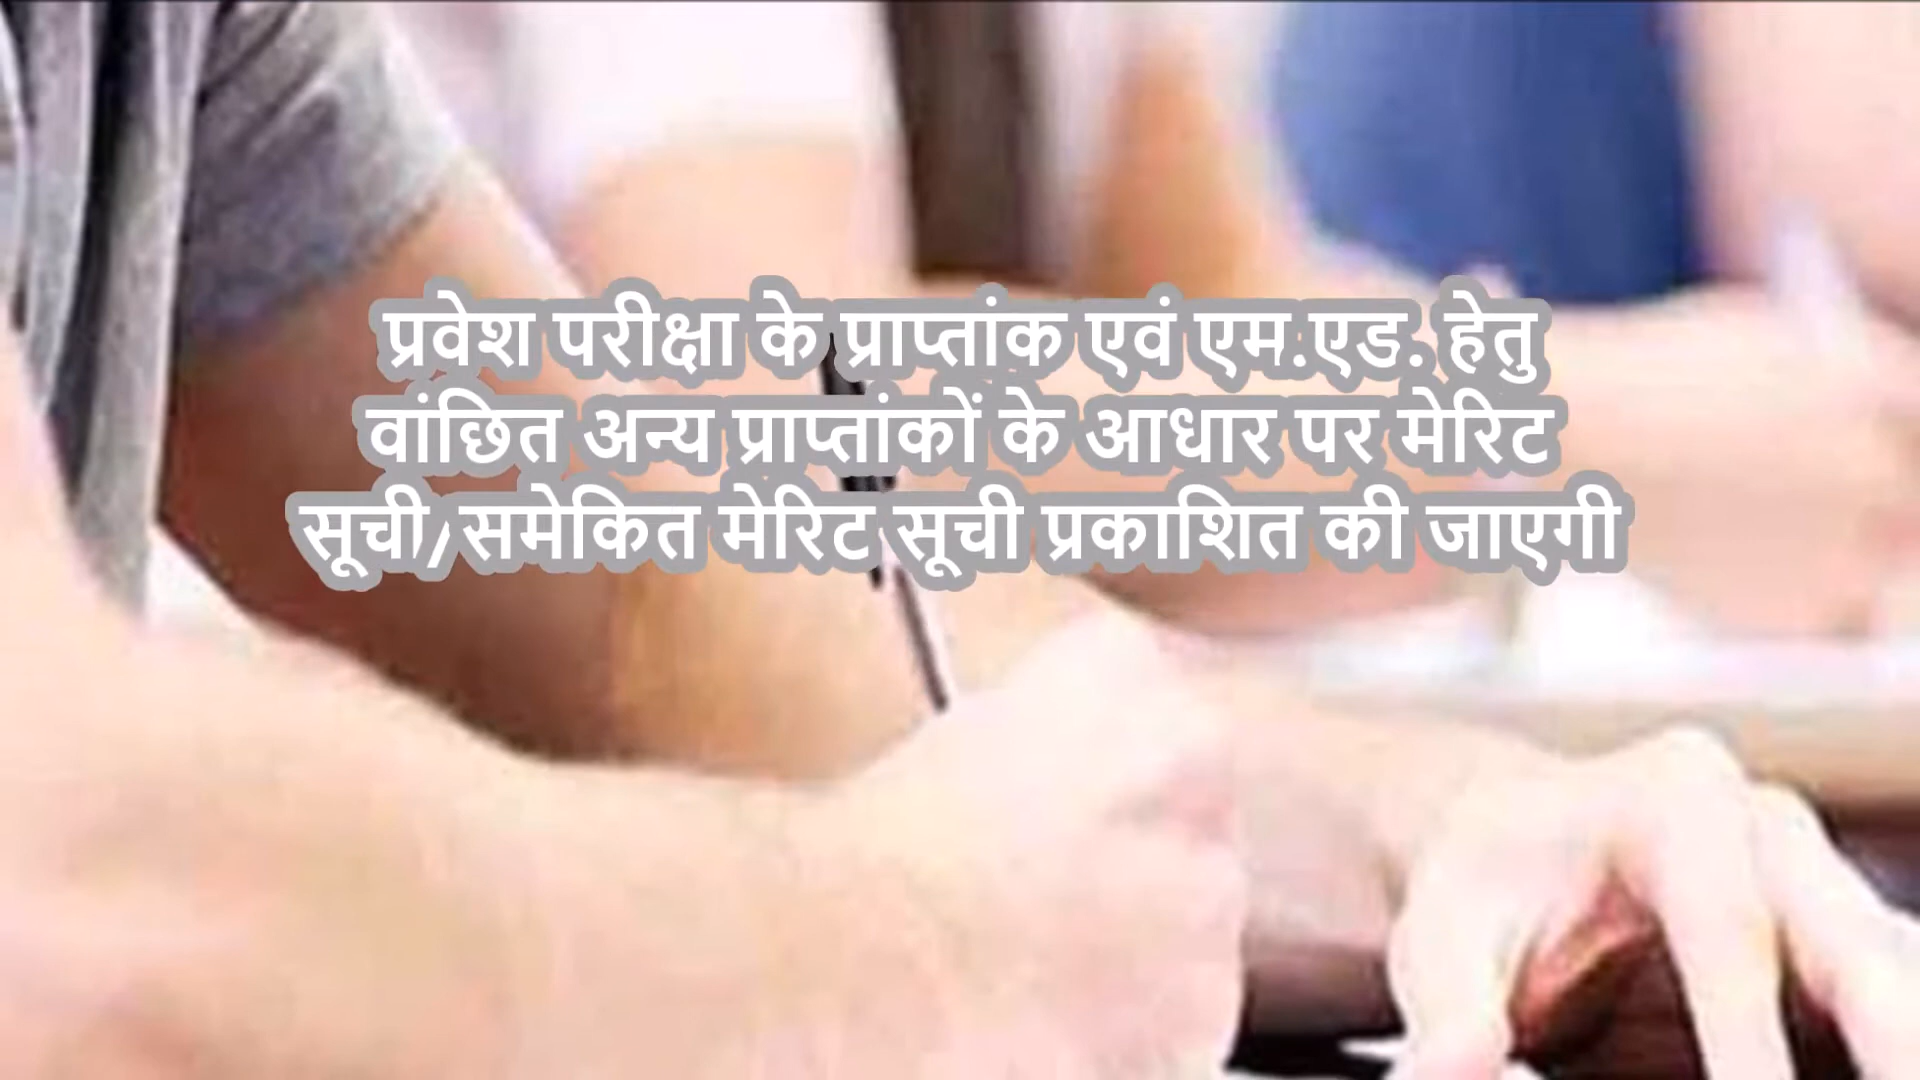 प्रवेश परीक्षा के प्राप्तांक एवं एम.एड. हेतु
वांछित अन्य प्राप्तांकों के आधार पर मेरिट
सूची/समेकित मेरिट सूची प्रकाशित की जाएगी